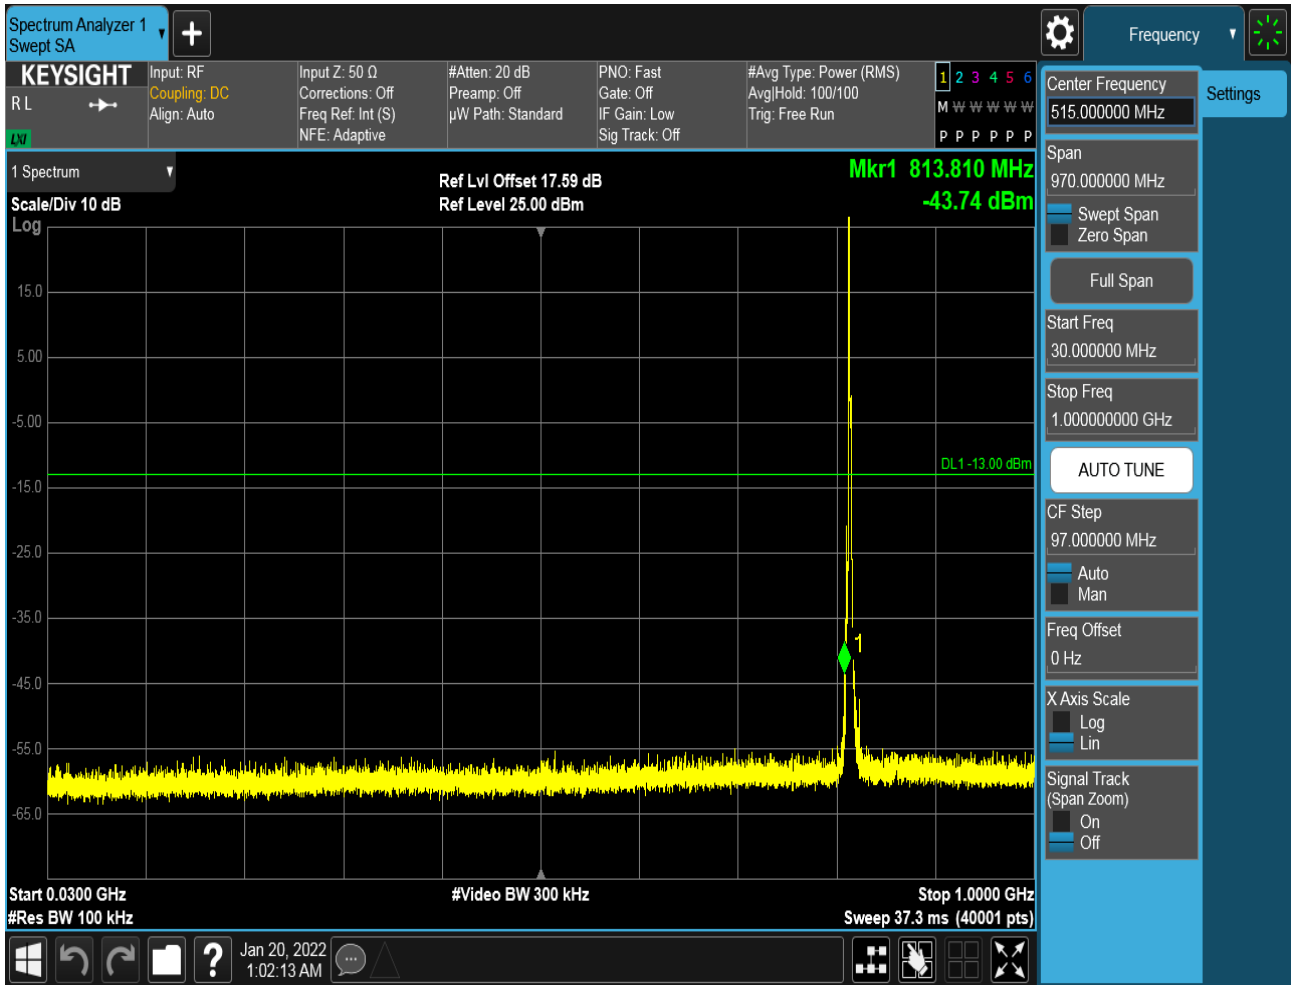 Spectrum Analyzer 1
Swept SA
Frequency
KEYSIGHT
R L
LXI
Input: RF
Coupling: DC
Align: Auto
Input Z: 50 Ω
Corrections: Off
Freq Ref: Int (S)
NFE: Adaptive
#Atten: 20 dB
Preamp: Off
µW Path: Standard
PNO: Fast
Gate: Off
IF Gain: Low
Sig Track: Off
#Avg Type: Power (RMS)
Avg|Hold: 100/100
Trig: Free Run
1 2 3 4 5 6
M W W W W W
P P P P P P
1 Spectrum
Scale/Div 10 dB
Log
Ref Lvl Offset 17.59 dB
Ref Level 25.00 dBm
Mkr1 813.810 MHz
-43.74 dBm
15.0
5.00
-5.00
-15.0
-25.0
-35.0
-45.0
-55.0
-65.0
DL1 -13.00 dBm
1
Start 0.0300 GHz
#Res BW 100 kHz
#Video BW 300 kHz
Stop 1.0000 GHz
Sweep 37.3 ms (40001 pts)
Center Frequency
515.000000 MHz
Settings
Span
970.000000 MHz
Swept Span
Zero Span
Full Span
Start Freq
30.000000 MHz
Stop Freq
1.000000000 GHz
AUTO TUNE
CF Step
97.000000 MHz
Auto
Man
Freq Offset
0 Hz
X Axis Scale
Log
Lin
Signal Track
(Span Zoom)
On
Off
?
Jan 20, 2022
1:02:13 AM